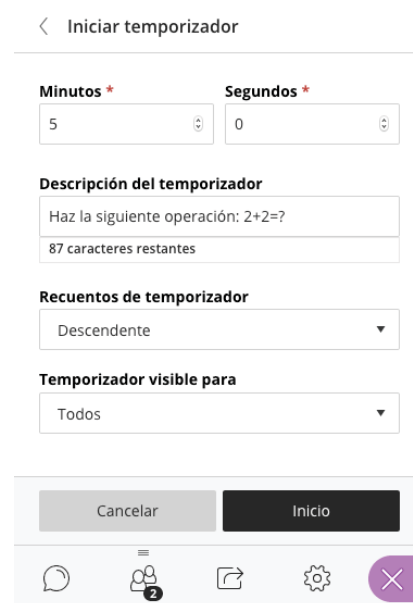 Iniciar temporizador
Minutos * Segundos *
5 0
Descripción del temporizador
Haz la siguiente operación: 2+2=?
87 caracteres restantes
Recuentos de temporizador
Descendente
Temporizador visible para
Todos
Cancelar Inicio
2